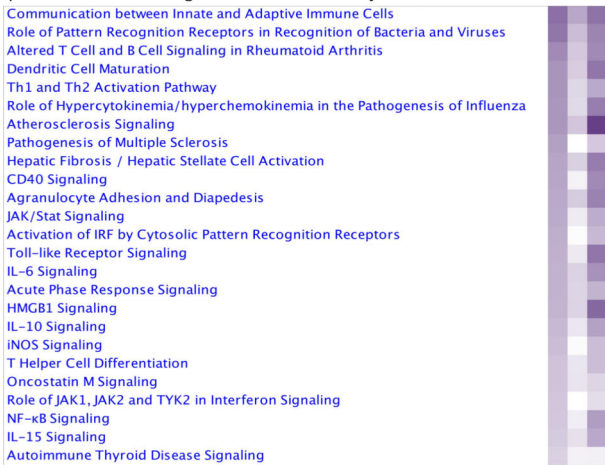 Communication between Innate and Adaptive Immune Cells
Role of Pattern Recognition Receptors in Recognition of Bacteria and Viruses
Altered T Cell and B Cell Signaling in Rheumatoid Arthritis
Dendritic Cell Maturation
Th1 and Th2 Activation Pathway
Role of Hypercytokinemia/hyperchemokinemia in the Pathogenesis of Influenza
Atherosclerosis Signaling
Pathogenesis of Multiple Sclerosis
Hepatic Fibrosis / Hepatic Stellate Cell Activation
CD40 Signaling
Agranulocyte Adhesion and Diapedesis
JAK/Stat Signaling
Activation of IRF by Cytosolic Pattern Recognition Receptors
Toll-like Receptor Signaling
IL-6 Signaling
Acute Phase Response Signaling
HMGB1 Signaling
IL-10 Signaling
iNOS Signaling
T Helper Cell Differentiation
Oncostatin M Signaling
Role of JAK1, JAK2 and TYK2 in Interferon Signaling
NF-κB Signaling
IL-15 Signaling
Autoimmune Thyroid Disease Signaling